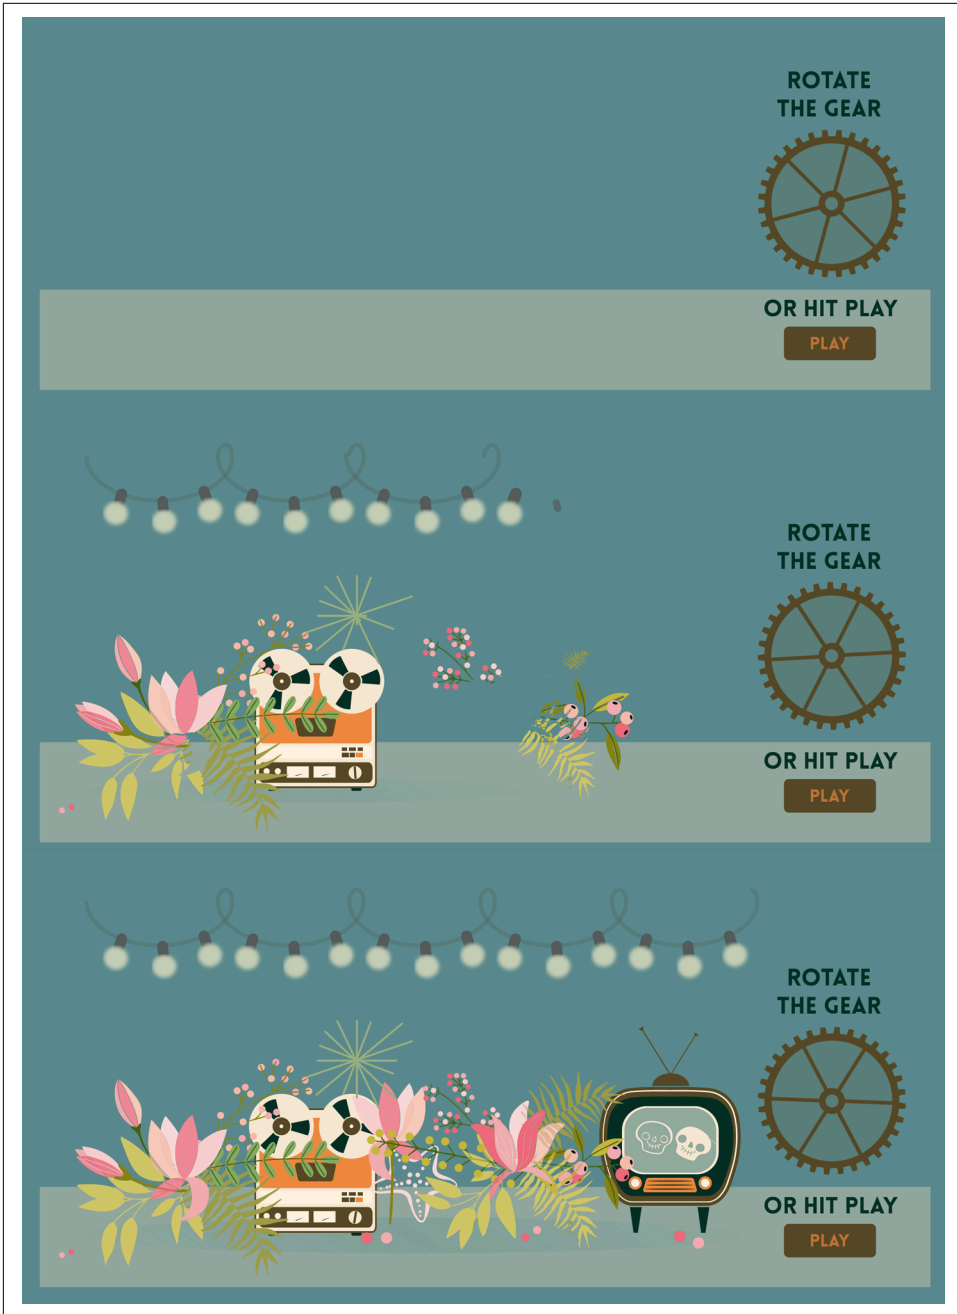 ROTATE
THE GEAR
OR HIT PLAY
PLAY
ROTATE
THE GEAR
OR HIT PLAY
PLAY
ROTATE
THE GEAR
OR HIT PLAY
PLAY